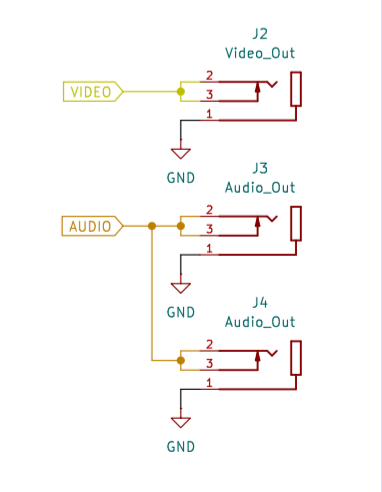 J2
Video_Out
VIDEO
2
3
1
GND
J3
Audio_Out
AUDIO
2
3
1
GND
J4
Audio_Out
2
3
1
GND